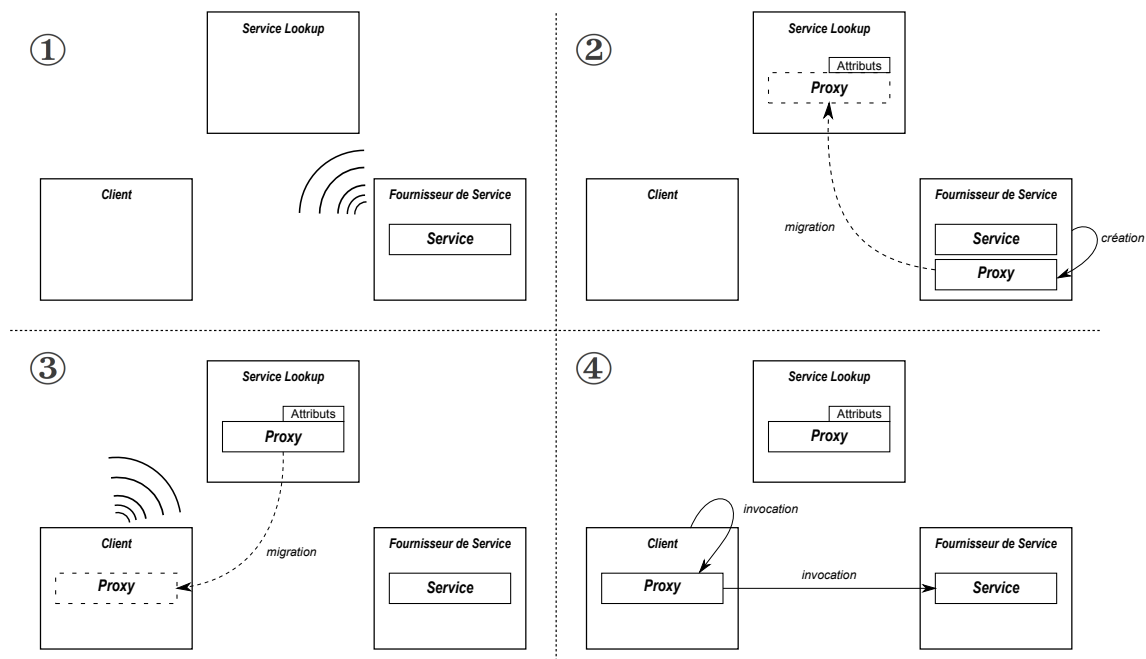 ①
Service Lookup
Client
Fournisseur de Service
Service
②
Service Lookup
Attributs
Proxy
Client
migration
Fournisseur de Service
Service
création
Proxy
③
Service Lookup
Attributs
Proxy
Client
Proxy
migration
Fournisseur de Service
Service
④
Service Lookup
Attributs
Proxy
invocation
Client
Proxy
invocation
Fournisseur de Service
Service